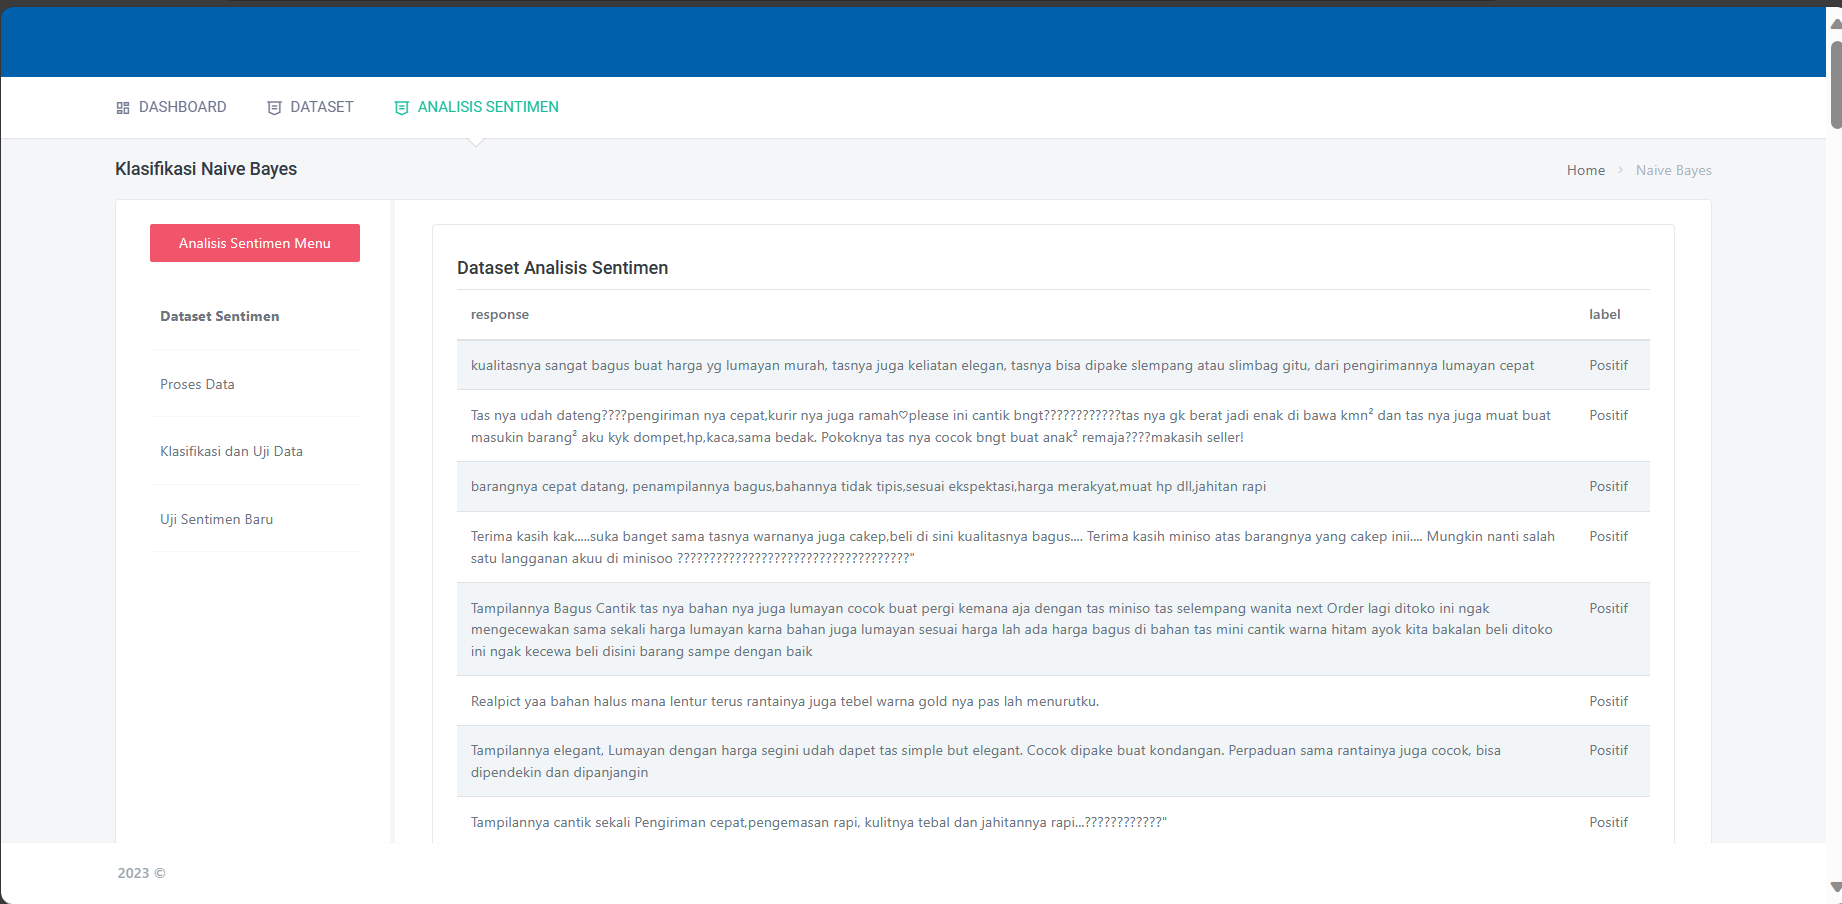 DASHBOARD DATASET ANALISIS SENTIMEN
Klasifikasi Naive Bayes
Home > Naive Bayes
Analisis Sentimen Menu
Dataset Sentimen
Proses Data
Klasifikasi dan Uji Data
Uji Sentimen Baru
Dataset Analisis Sentimen
response label
kualitasnya sangat bagus buat harga yg lumayan murah, tasnya juga keliatan elegan, tasnya bisa dipake slempang atau slimbag gitu, dari pengirimannya lumayan cepat Positif
Tas nya udah dateng????pengiriman nya cepat,kurir nya juga ramah♡please ini cantik bngt????????????tas nya gk berat jadi enak di bawa kmn² dan tas nya juga muat buat Positif
masukin barang² aku kyk dompet,hp,kaca,sama bedak. Pokoknya tas nya cocok bngt buat anak² remaja????makasih seller!
barangnya cepat datang, penampilannya bagus,bahannya tidak tipis,sesuai ekspektasi,harga merakyat,muat hp dll,jahitan rapi Positif
Terima kasih kak.....suka banget sama tasnya warnanya juga cakep,beli di sini kualitasnya bagus.... Terima kasih miniso atas barangnya yang cakep inii.... Mungkin nanti salah Positif
satu langganan akuu di minisoo ????????????????????????????????????"
Tampilannya Bagus Cantik tas nya bahan nya juga lumayan cocok buat pergi kemana aja dengan tas miniso tas selempang wanita next Order lagi ditoko ini ngak Positif
mengecewakan sama sekali harga lumayan karna bahan juga lumayan sesuai harga lah ada harga bagus di bahan tas mini cantik warna hitam ayok kita bakalan beli ditoko
ini ngak kecewa beli disini barang sampe dengan baik
Realpict yaa bahan halus mana lentur terus rantainya juga tebel warna gold nya pas lah menurutku. Positif
Tampilannya elegant, Lumayan dengan harga segini udah dapet tas simple but elegant. Cocok dipake buat kondangan. Perpaduan sama rantainya juga cocok, bisa Positif
dipendekin dan dipanjangin
Tampilannya cantik sekali Pengiriman cepat,pengemasan rapi, kulitnya tebal dan jahitannya rapi...????????????" Positif
2023 ©